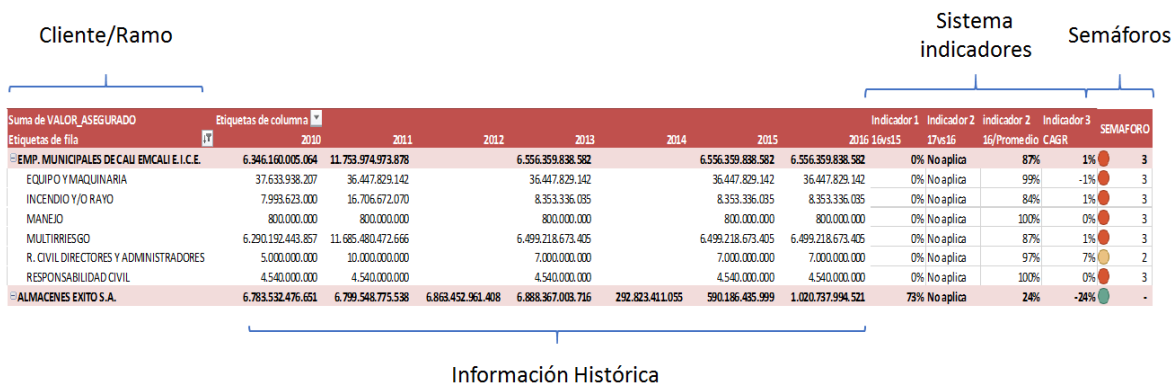 Cliente/Ramo
Sistema
indicadores
Semáforos
Suma de VALOR_ASEGURADO Etiquetas de columna Indicador 1 Indicador 2 indicador 2 Indicador 3 SEMAFORO
Etiquetas de fila 2010 2011 2012 2013 2014 2015 2016 16vs15 17vs16 16/Promedio CAGR
EMP. MUNICIPALES DE CALI EMCALI E.I.C.E. 6.346.160.005.064 11.753.974.973.878 6.556.359.838.582 6.556.359.838.582 6.556.359.838.582 0% No aplica 87% 1% 3
EQUIPO Y MAQUINARIA 37.633.938.207 36.447.829.142 36.447.829.142 36.447.829.142 36.447.829.142 0% No aplica 99% -1% 3
INCENDIO Y/O RAYO 7.993.623.000 16.706.672.070 8.353.336.035 8.353.336.035 8.353.336.035 0% No aplica 84% 1% 3
MANEJO 800.000.000 800.000.000 800.000.000 800.000.000 800.000.000 0% No aplica 100% 0% 3
MULTIRRIESGO 6.290.192.443.857 11.685.480.472.666 6.499.218.673.405 6.499.218.673.405 6.499.218.673.405 0% No aplica 87% 1% 3
R. CIVIL DIRECTORES Y ADMINISTRADORES 5.000.000.000 10.000.000.000 7.000.000.000 7.000.000.000 7.000.000.000 0% No aplica 97% 7% 2
RESPONSABILIDAD CIVIL 4.540.000.000 4.540.000.000 4.540.000.000 4.540.000.000 4.540.000.000 0% No aplica 100% 0% 3
ALMACENES EXITO S.A. 6.783.532.476.651 6.799.548.775.538 6.863.452.961.408 6.888.367.003.716 292.823.411.055 590.186.435.999 1.020.737.994.521 73% No aplica 24% -24% -
Información Histórica